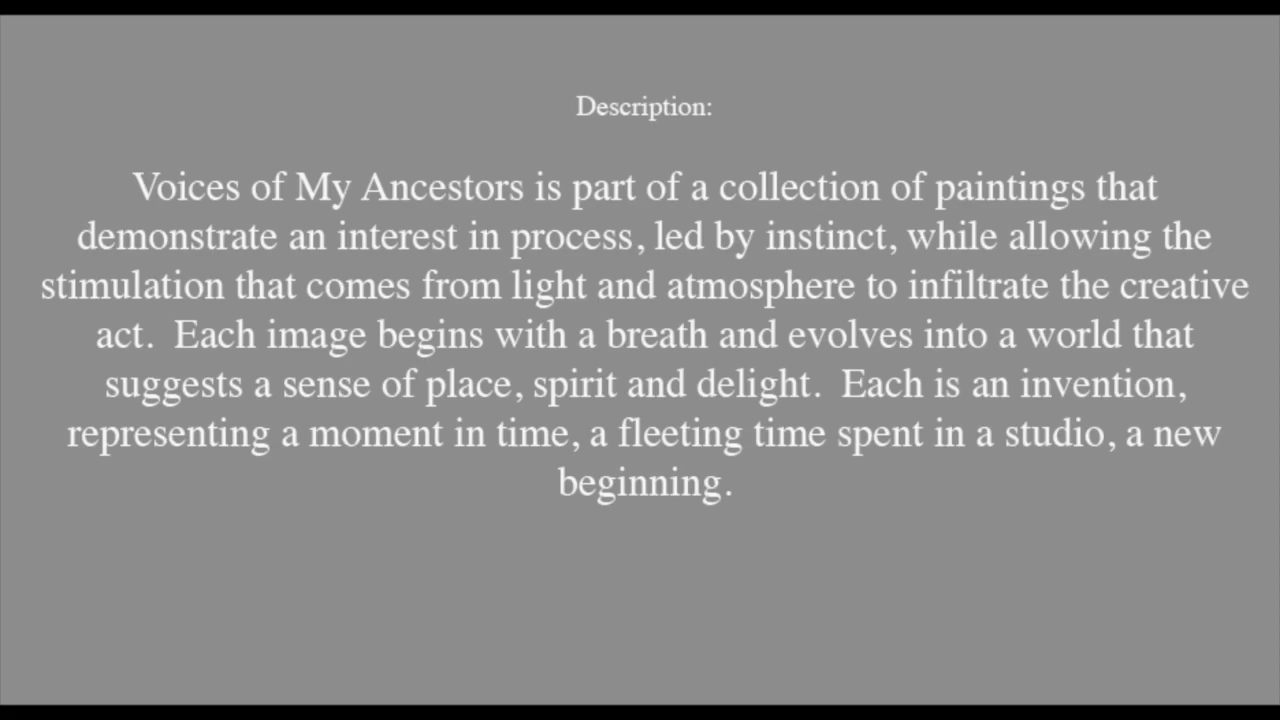 Description:
Voices of My Ancestors is part of a collection of paintings that
demonstrate an interest in process, led by instinct, while allowing the
stimulation that comes from light and atmosphere to infiltrate the creative
act.  Each image begins with a breath and evolves into a world that
suggests a sense of place, spirit and delight.  Each is an invention,
representing a moment in time, a fleeting time spent in a studio, a new
beginning.